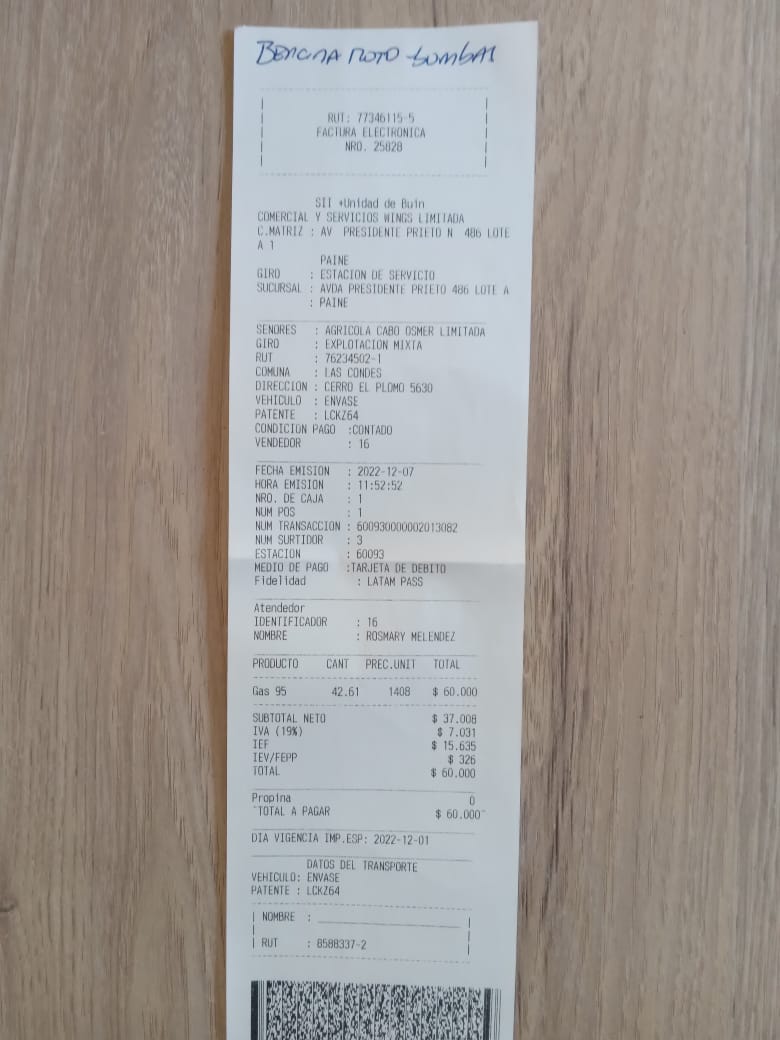 BENCINA MOTO BOMBAS
RUT: 77346115-5
FACTURA ELECTRONICA
NRO. 25828
SII +Unidad de Buin
COMERCIAL Y SERVICIOS WINGS LIMITADA
C.MATRIZ : AV PRESIDENTE PRIETO N 486 LOTE
A 1
PAINE
GIRO : ESTACION DE SERVICIO
SUCURSAL : AVDA PRESIDENTE PRIETO 486 LOTE A
: PAINE
SENORES : AGRICOLA CABO OSMER LIMITADA
GIRO : EXPLOTACION MIXTA
RUT : 76234502-1
COMUNA : LAS CONDES
DIRECCION : CERRO EL PLOMO 5630
VEHICULO : ENVASE
PATENTE : LCKZ64
CONDICION PAGO :CONTADO
VENDEDOR : 16
FECHA EMISION : 2022-12-07
HORA EMISION : 11:52:52
NRO. DE CAJA : 1
NUM POS : 1
NUM TRANSACCION : 600930000002013082
NUM SURTIDOR : 3
ESTACION : 60093
MEDIO DE PAGO :TARJETA DE DEBITO
Fidelidad : LATAM PASS
Atendedor
IDENTIFICADOR : 16
NOMBRE : ROSMARY MELENDEZ
PRODUCTO CANT PREC.UNIT TOTAL
Gas 95 42.61 1408 $ 60.000
SUBTOTAL NETO $ 37.008
IVA (19%) $ 7.031
IEF $ 15.635
IEV/FEPP $ 326
TOTAL $ 60.000
Propina 0
"TOTAL A PAGAR $ 60.000"
DIA VIGENCIA IMP.ESP: 2022-12-01
DATOS DEL TRANSPORTE
VEHICULO: ENVASE
PATENTE : LCKZ64
NOMBRE :
RUT : 8588337-2